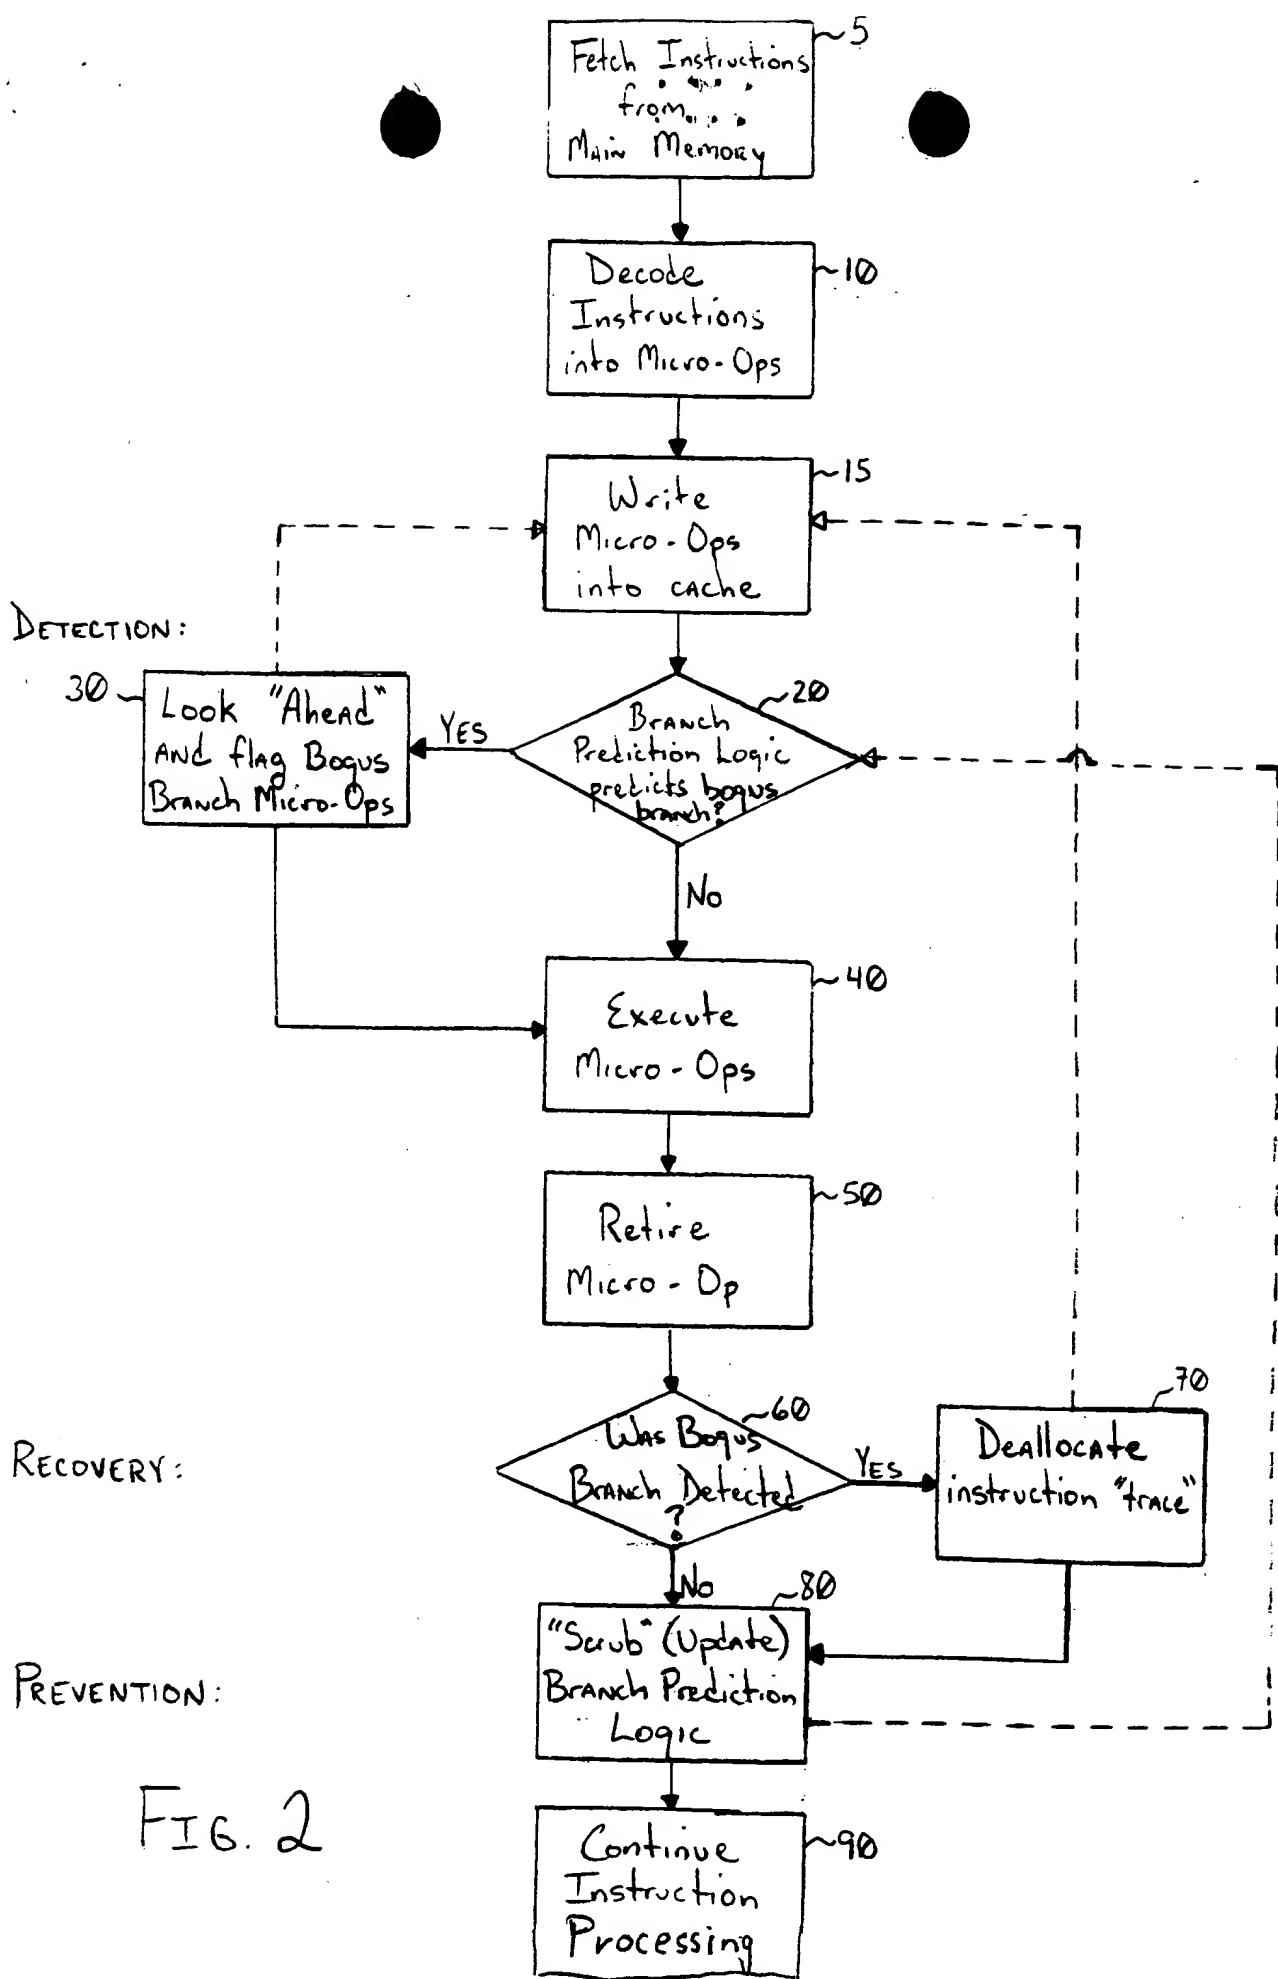 5
Fetch Instructions
from
Main Memory
10
Decode
Instructions
into Micro-Ops
15
Write
Micro-Ops
into cache
DETECTION:
30
Look "Ahead"
and flag Bogus
Branch Micro-Ops
YES
20
Branch
Prediction Logic
predicts bogus
branch?
No
40
Execute
Micro-Ops
50
Retire
Micro-Op
RECOVERY:
60
Was Bogus
Branch Detected
?
YES
70
Deallocate
instruction "trace"
No
80
PREVENTION:
"Scrub" (Update)
Branch Prediction
Logic
90
Continue
Instruction
Processing
FIG. 2